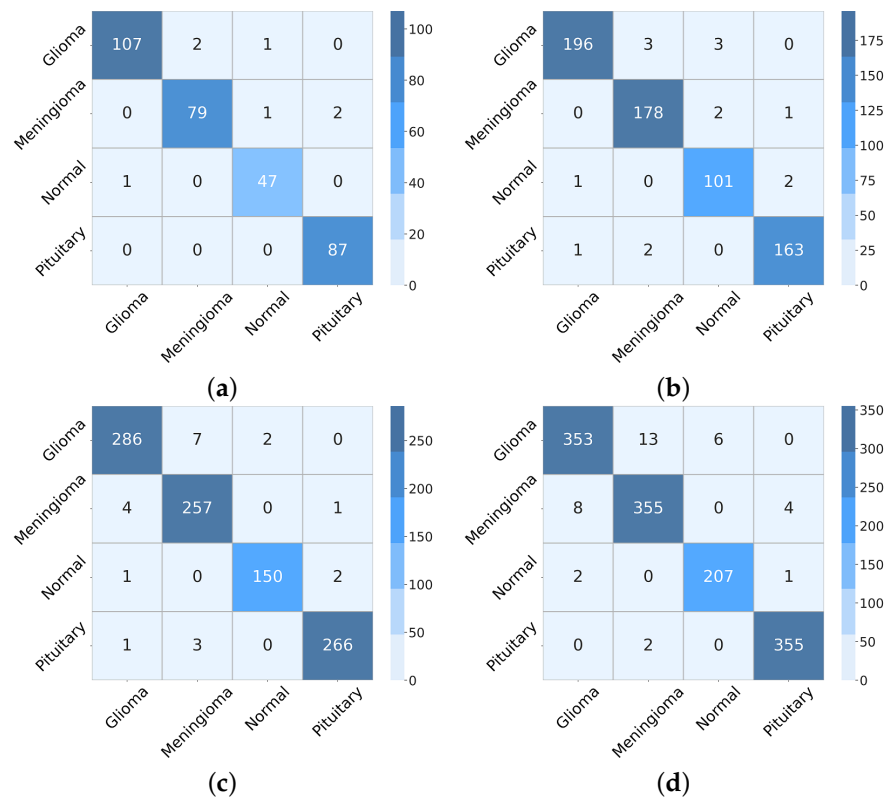 Glioma 107 2 1 0 100
Meningioma 0 79 1 2 80
60
Normal 1 0 47 0 40
20
Pituitary 0 0 0 87 0
Glioma Meningioma Normal Pituitary
(a)
Glioma 196 3 3 0 175
150
Meningioma 0 178 2 1 125
100
Normal 1 0 101 2 75
50
Pituitary 1 2 0 163 25
0
Glioma Meningioma Normal Pituitary
(b)
Glioma 286 7 2 0 250
200
Meningioma 4 257 0 1 150
Normal 1 0 150 2 100
50
Pituitary 1 3 0 266 0
Glioma Meningioma Normal Pituitary
(c)
Glioma 353 13 6 0 350
300
Meningioma 8 355 0 4 250
200
Normal 2 0 207 1 150
100
Pituitary 0 2 0 355 50
0
Glioma Meningioma Normal Pituitary
(d)